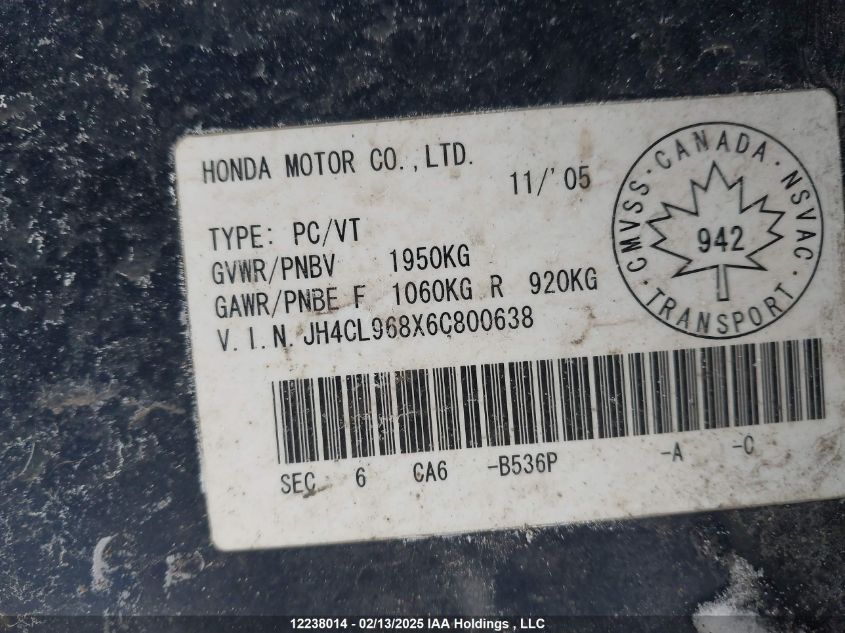 HONDA MOTOR CO.,LTD.
11/'05
TYPE: PC/VT
GVWR/PNBV 1950KG
GAWR/PNBE F 1060KG R 920KG
V.I.N. JH4CL968X6C800638
CMVSS · CANADA · NSVAC · TRANSPORT ·
942
SEC 6 CA6 -B536P -A -C
12238014 - 02/13/2025 IAA Holdings , LLC